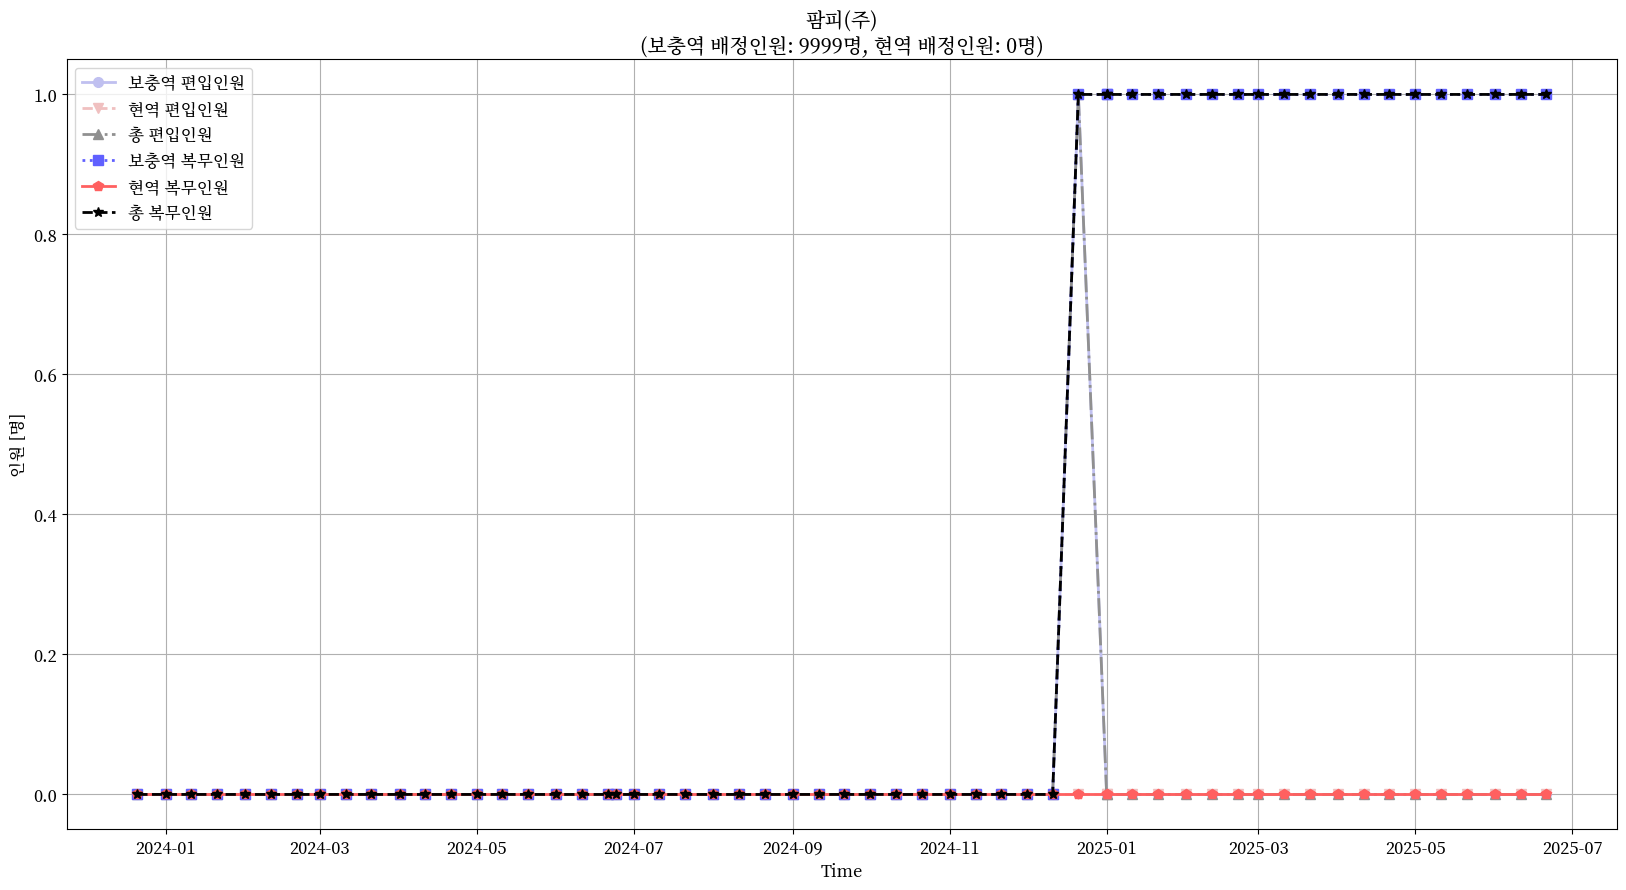 팜피(주)
(보충역 배정인원: 9999명, 현역 배정인원: 0명)
보충역 편입인원
현역 편입인원
총 편입인원
보충역 복무인원
현역 복무인원
총 복무인원
인원 [명]
1.0
0.8
0.6
0.4
0.2
0.0
2024-01
2024-03
2024-05
2024-07
2024-09
2024-11
2025-01
2025-03
2025-05
2025-07
Time